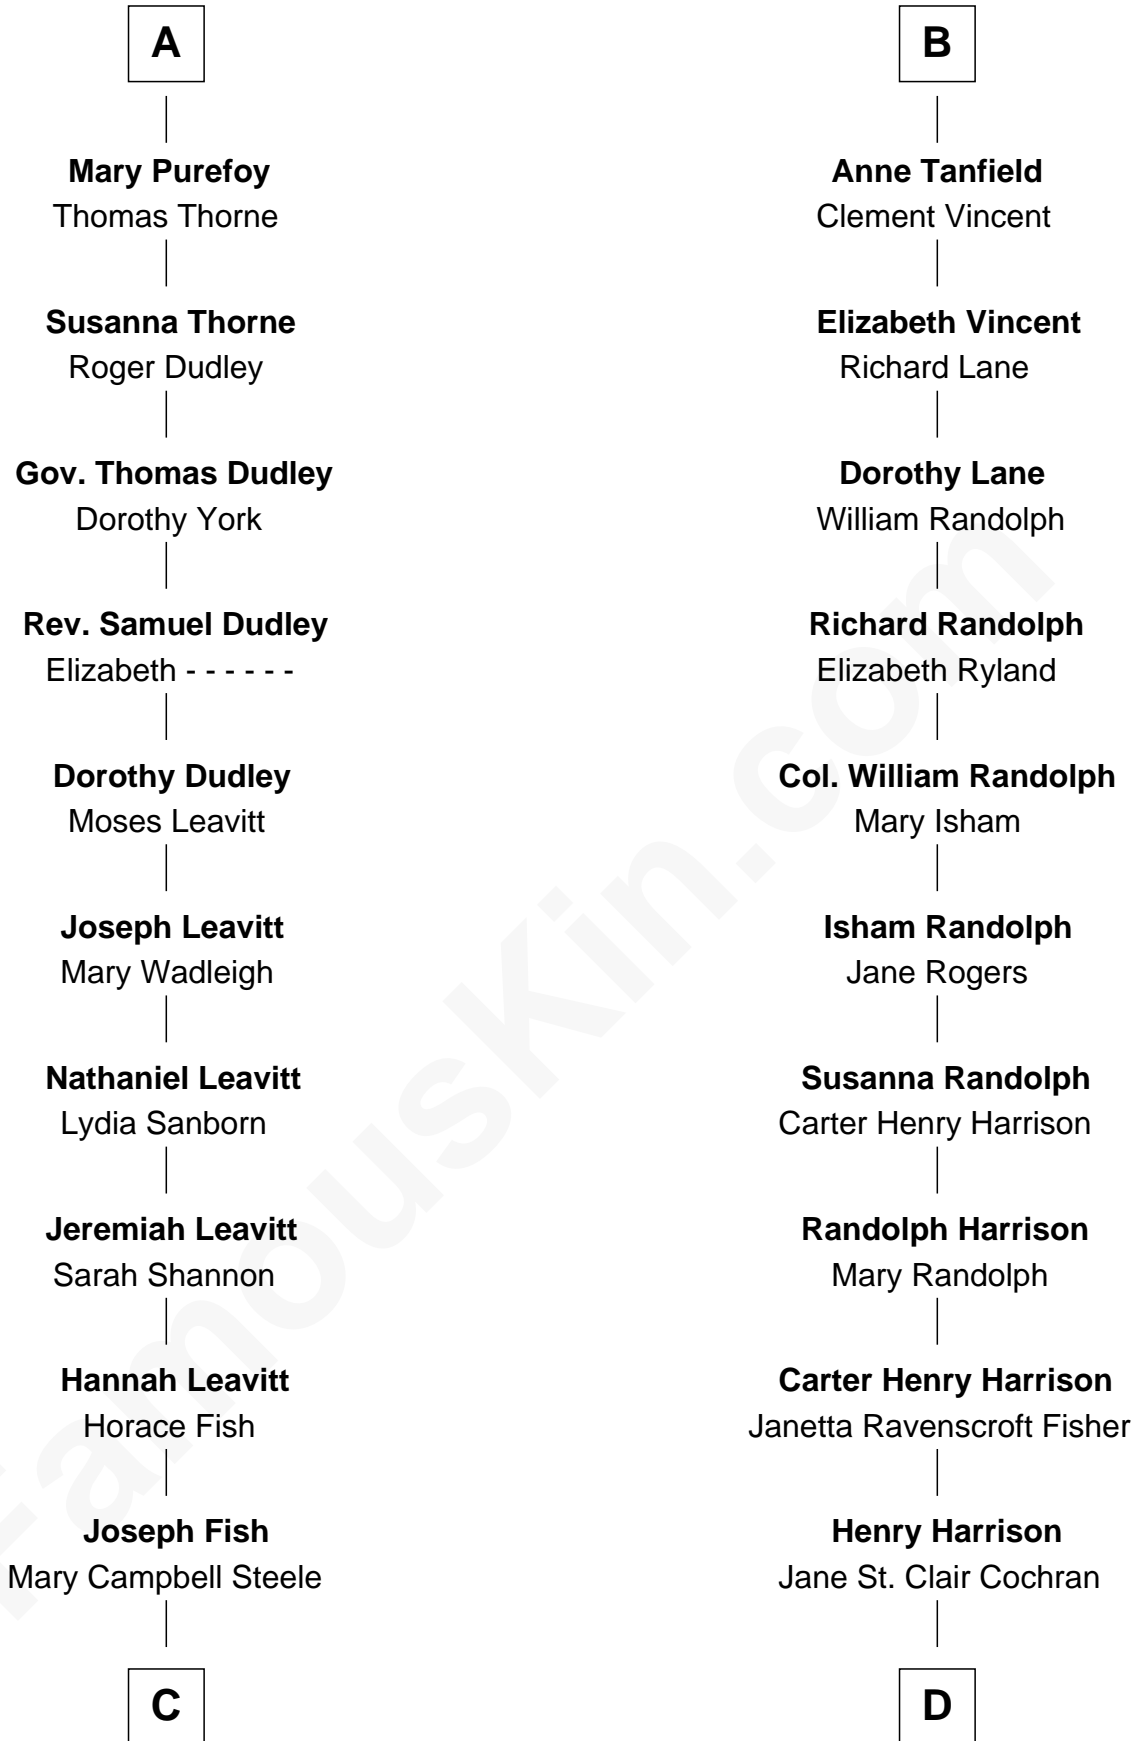 A
Mary Purefoy
Thomas Thorne
Susanna Thorne
Roger Dudley
Gov. Thomas Dudley
Dorothy York
Rev. Samuel Dudley
Elizabeth - - - - - -
Dorothy Dudley
Moses Leavitt
Joseph Leavitt
Mary Wadleigh
Nathaniel Leavitt
Lydia Sanborn
Jeremiah Leavitt
Sarah Shannon
Hannah Leavitt
Horace Fish
Joseph Fish
Mary Campbell Steele
C
B
Anne Tanfield
Clement Vincent
Elizabeth Vincent
Richard Lane
Dorothy Lane
William Randolph
Richard Randolph
Elizabeth Ryland
Col. William Randolph
Mary Isham
Isham Randolph
Jane Rogers
Susanna Randolph
Carter Henry Harrison
Randolph Harrison
Mary Randolph
Carter Henry Harrison
Janetta Ravenscroft Fisher
Henry Harrison
Jane St. Clair Cochran
D
FamousKin.com